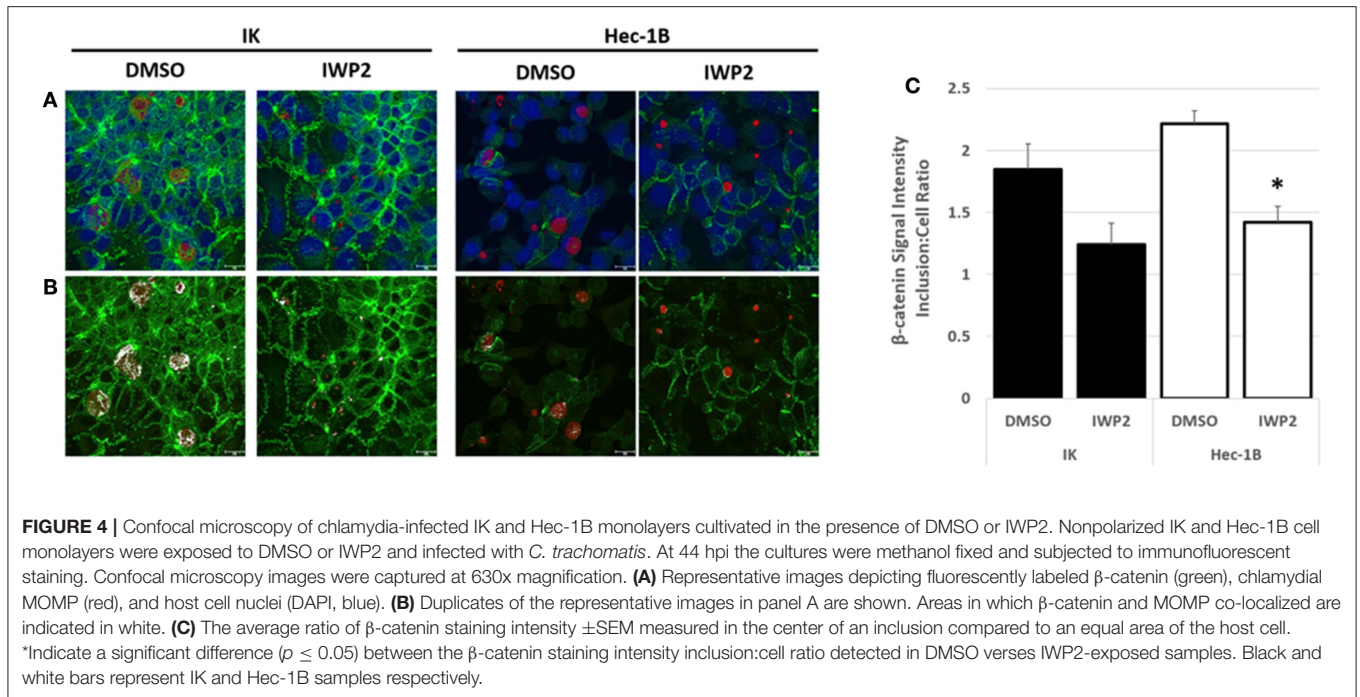 IK
Hec-1B
DMSO
IWP2
DMSO
IWP2
A
B
C
2.5
2
1.5
1
0.5
0
β-catenin Signal Intensity
Inclusion:Cell Ratio
*
DMSO
IWP2
DMSO
IWP2
IK
Hec-1B
FIGURE 4 | Confocal microscopy of chlamydia-infected IK and Hec-1B monolayers cultivated in the presence of DMSO or IWP2. Nonpolarized IK and Hec-1B cell
monolayers were exposed to DMSO or IWP2 and infected with C. trachomatis. At 44 hpi the cultures were methanol fixed and subjected to immunofluorescent
staining. Confocal microscopy images were captured at 630x magnification. (A) Representative images depicting fluorescently labeled β-catenin (green), chlamydial
MOMP (red), and host cell nuclei (DAPI, blue). (B) Duplicates of the representative images in panel A are shown. Areas in which β-catenin and MOMP co-localized are
indicated in white. (C) The average ratio of β-catenin staining intensity ±SEM measured in the center of an inclusion compared to an equal area of the host cell.
*Indicate a significant difference (p ≤ 0.05) between the β-catenin staining intensity inclusion:cell ratio detected in DMSO verses IWP2-exposed samples. Black and
white bars represent IK and Hec-1B samples respectively.